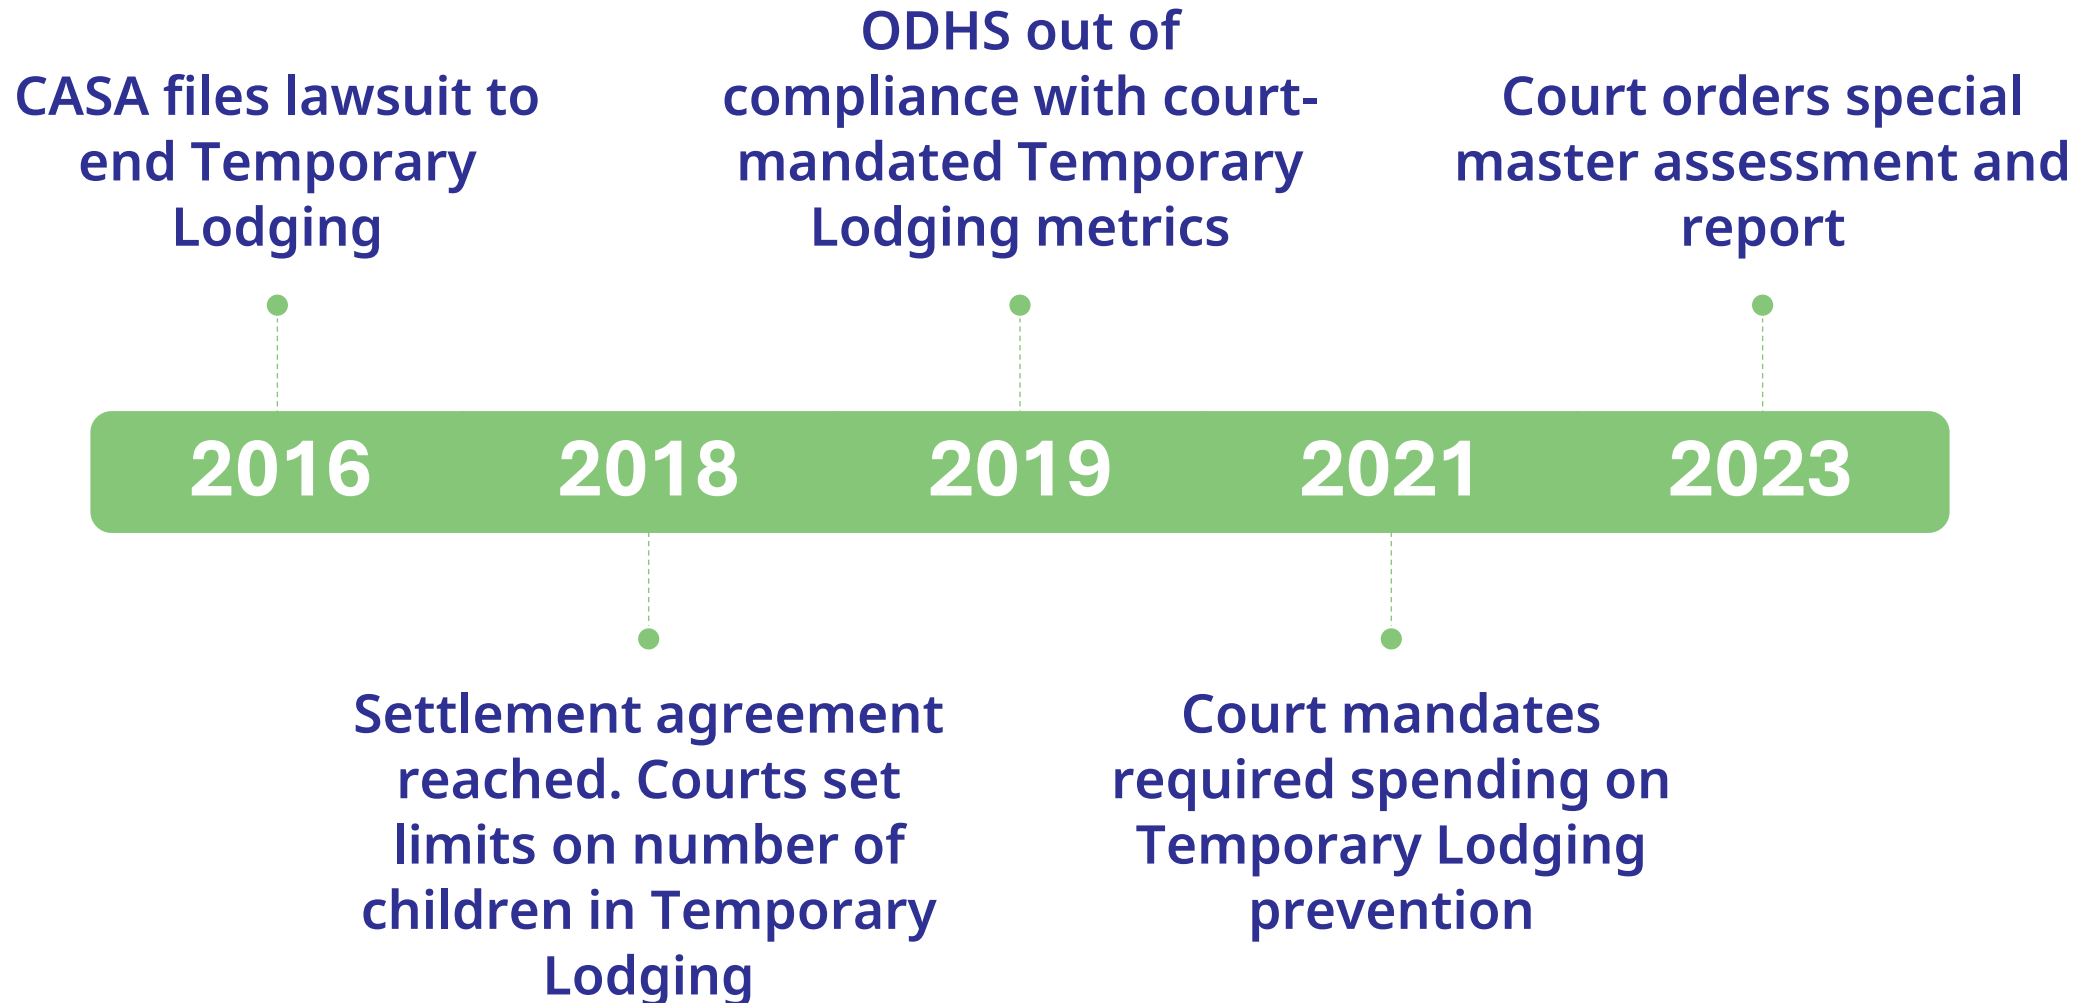 CASA files lawsuit to
end Temporary
Lodging
ODHS out of
compliance with court-
mandated Temporary
Lodging metrics
Court orders special
master assessment and
report
2016
2018
2019
2021
2023
Settlement agreement
reached. Courts set
limits on number of
children in Temporary
Lodging
Court mandates
required spending on
Temporary Lodging
prevention